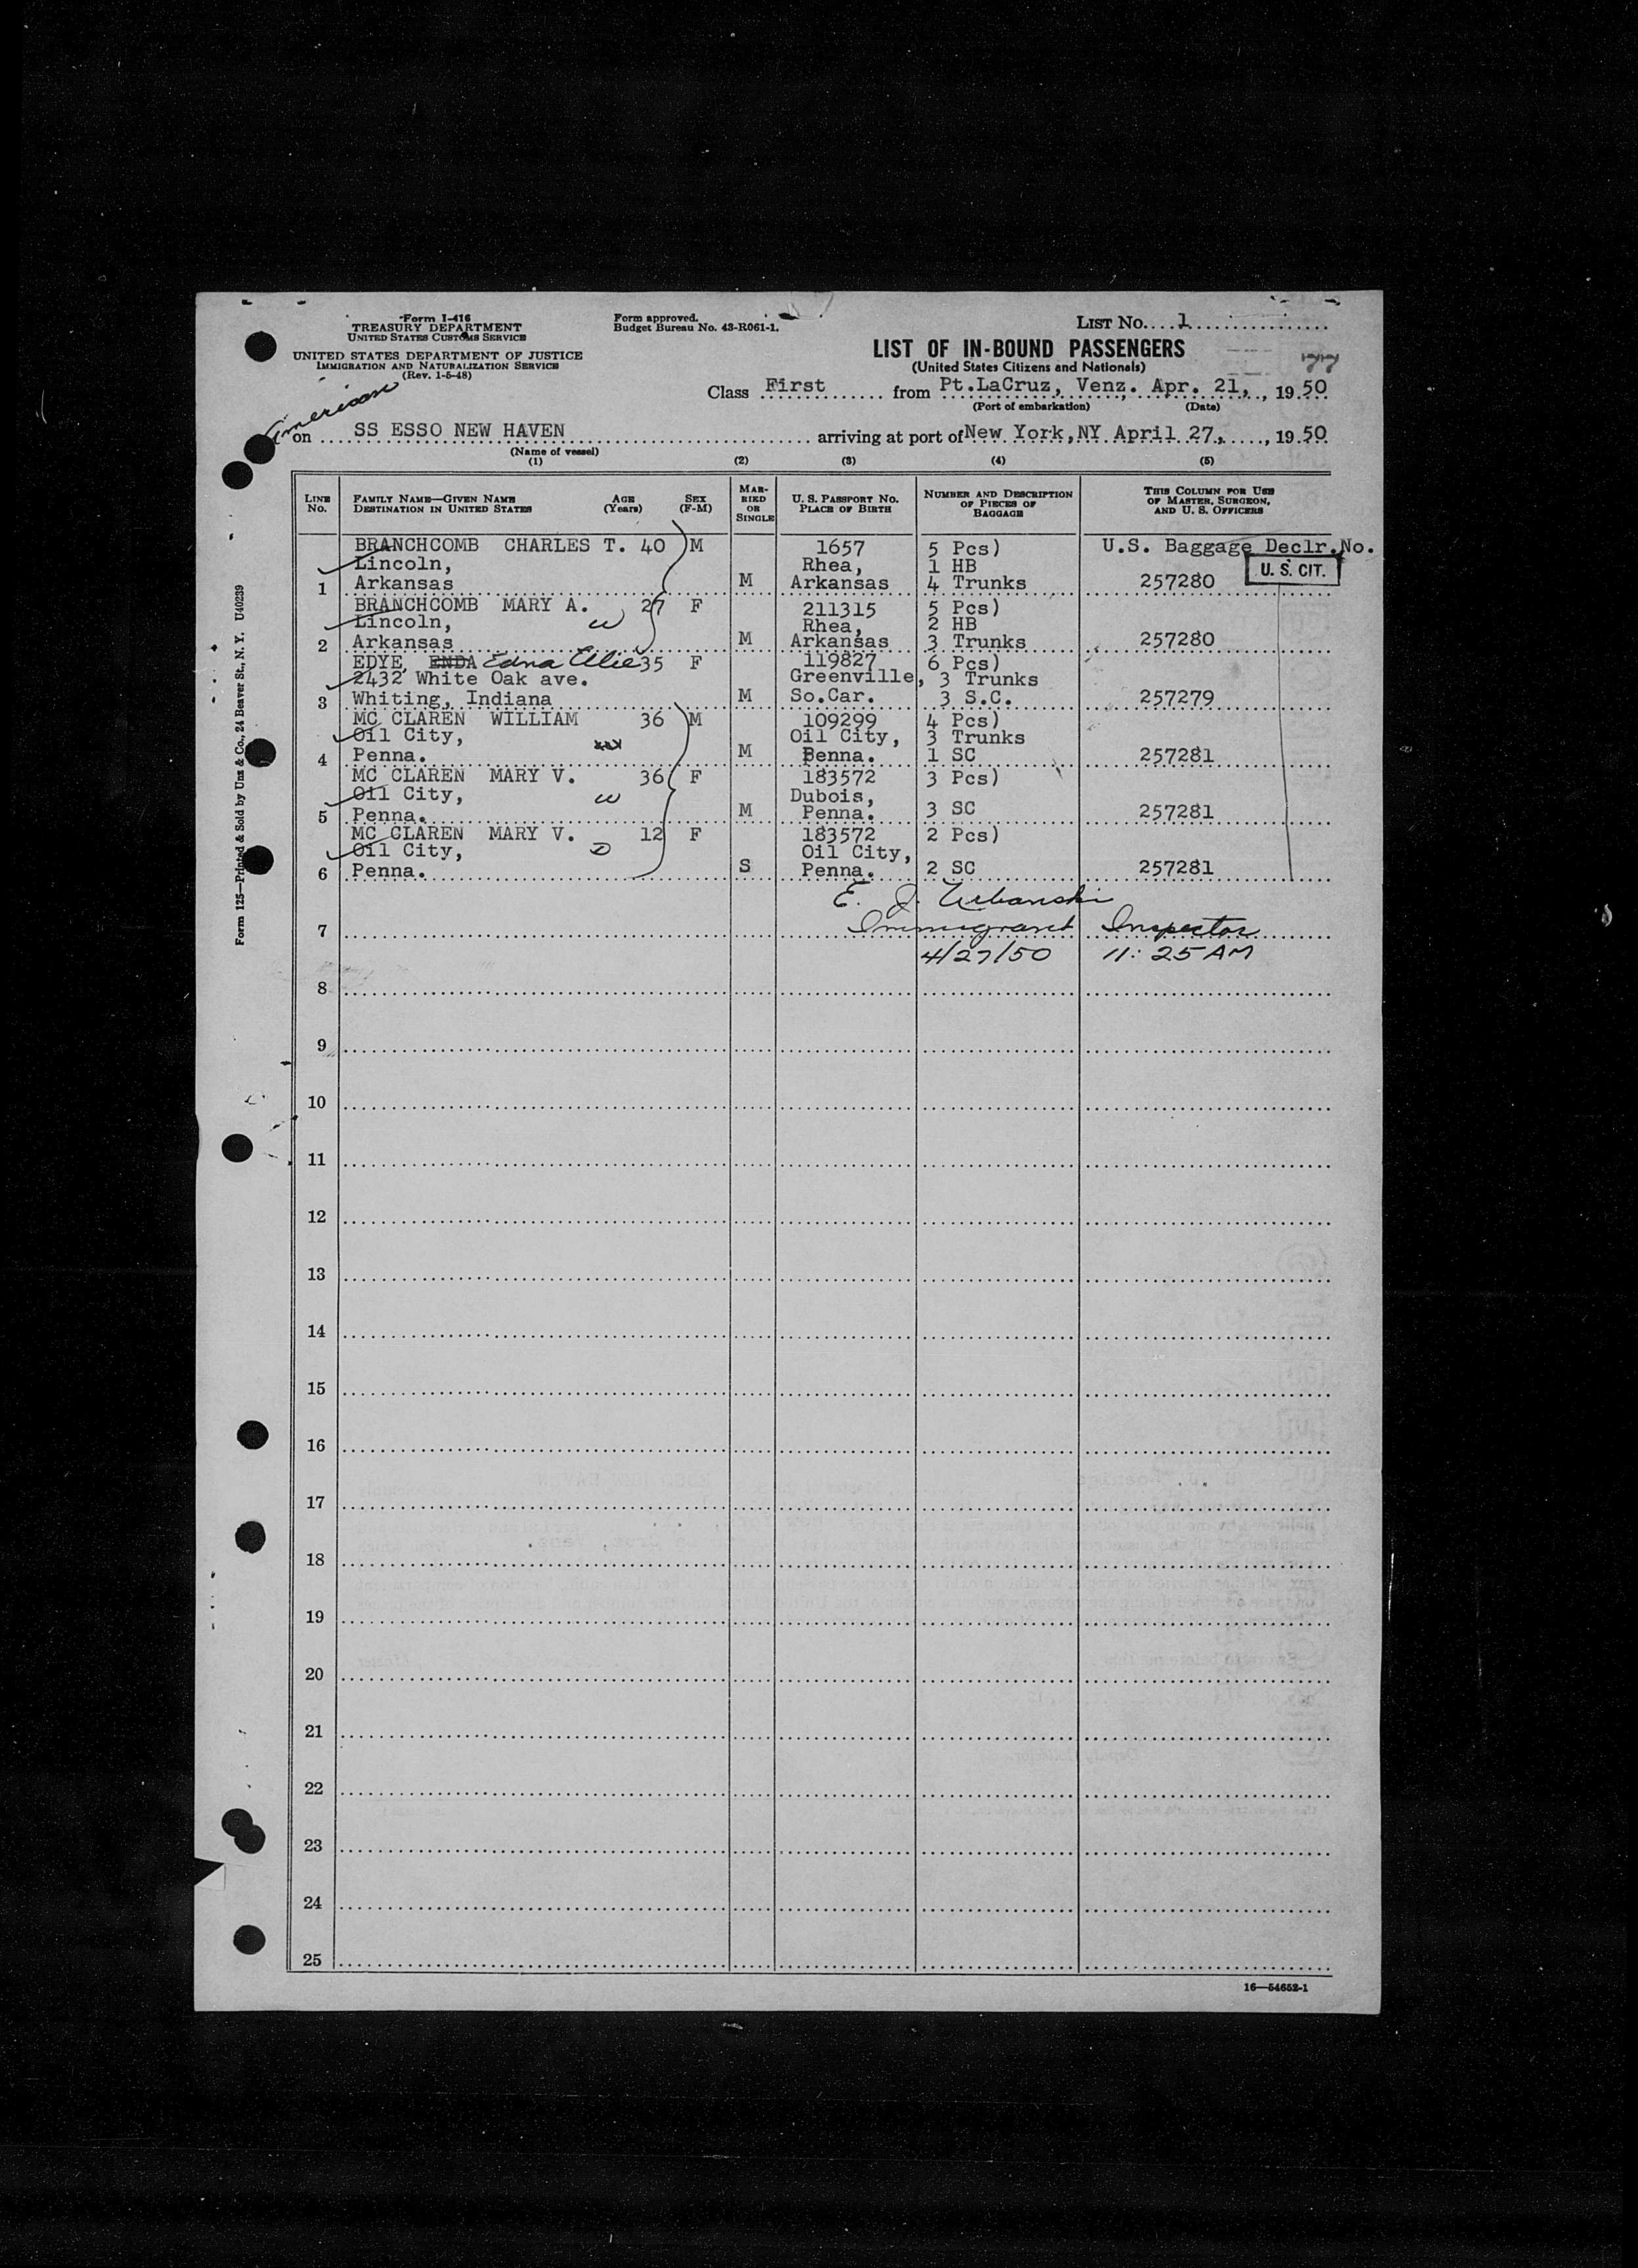 Form I-416
TREASURY DEPARTMENT
UNITED STATES CUSTOMS SERVICE
UNITED STATES DEPARTMENT OF JUSTICE
IMMIGRATION AND NATURALIZATION SERVICE
(Rev. 1-5-48)
Form approved.
Budget Bureau No. 43-R061-1.
LIST No. 1
LIST OF IN-BOUND PASSENGERS
(United States Citizens and Nationals)
77
Class First from Pt.LaCruz, Venz. Apr. 21, , 19 50
(Port of embarkation) (Date)
American
on SS ESSO NEW HAVEN arriving at port of New York,NY April 27, , 19 50
(Name of vessel)
(1) (2) (3) (4) (5)
LINE No. FAMILY NAME—GIVEN NAME DESTINATION IN UNITED STATES AGE (Years) SEX (F-M) MARRIED OR SINGLE U. S. PASSPORT NO. PLACE OF BIRTH NUMBER AND DESCRIPTION OF PIECES OF BAGGAGE THIS COLUMN FOR USE OF MASTER, SURGEON, AND U. S. OFFICERS
BRANCHCOMB CHARLES T. 40 M 1657 5 Pcs) U.S. Baggage Declr.No.
Lincoln, Rhea, 1 HB U. S. CIT.
1 Arkansas M Arkansas 4 Trunks 257280
BRANCHCOMB MARY A. 27 F 211315 5 Pcs)
Lincoln, W Rhea, 2 HB
2 Arkansas M Arkansas 3 Trunks 257280
EDYE, ENDA Edna Ellie 35 F 119827 6 Pcs)
2432 White Oak ave. Greenville, 3 Trunks
3 Whiting, Indiana M So.Car. 3 S.C. 257279
MC CLAREN WILLIAM 36 M 109299 4 Pcs)
Oil City, Oil City, 3 Trunks
4 Penna. M Penna. 1 SC 257281
MC CLAREN MARY V. 36 F 183572 3 Pcs)
Oil City, W Dubois,
5 Penna. M Penna. 3 SC 257281
MC CLAREN MARY V. 12 F 183572 2 Pcs)
Oil City, D Oil City,
6 Penna. S Penna. 2 SC 257281
E. J. Urbanski
7 Immigrant Inspector
4/27/50 11:25 AM
8
9
10
11
12
13
14
15
16
17
18
19
20
21
22
23
24
25
16—54652-1
Form 125—Printed & Sold by Unz & Co., 24 Beaver St., N. Y. U40239